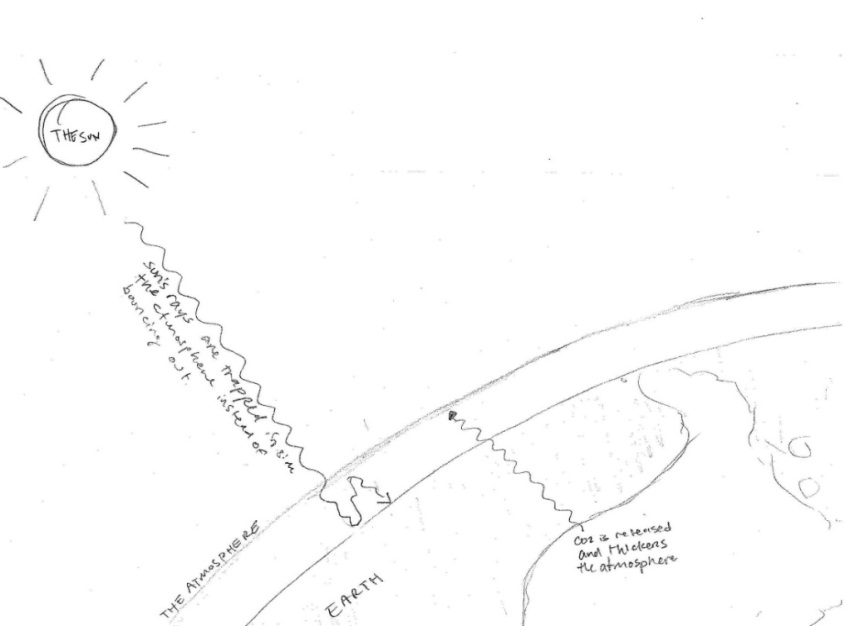 THE SUN
sun's rays are trapped in side
the atmosphere instead of
bouncing out.
THE ATMOSPHERE
EARTH
CO2 is released
and thickens
the atmosphere